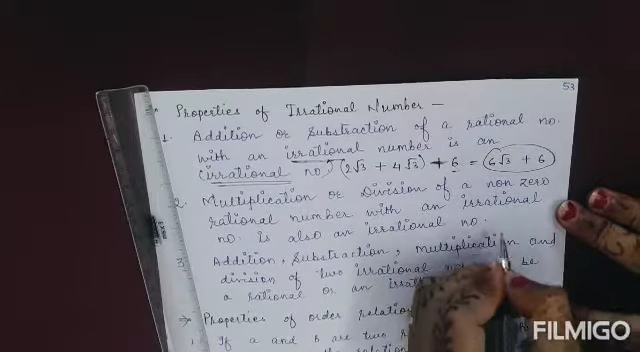 53
Properties of Irrational Number —
1. Addition or Substraction of a rational no.
with an irrational number is an
(irrational no.) (2√3 + 4√3) + 6 = 6√3 + 6
2. Multiplication or Division of a non zero
rational number with an irrational
no. is also an irrational no.
3. Addition, Substraction, Multiplication and
division of two irrational be
a rational or an
⇒ Properties of order
If a and b are two
FILMIGO